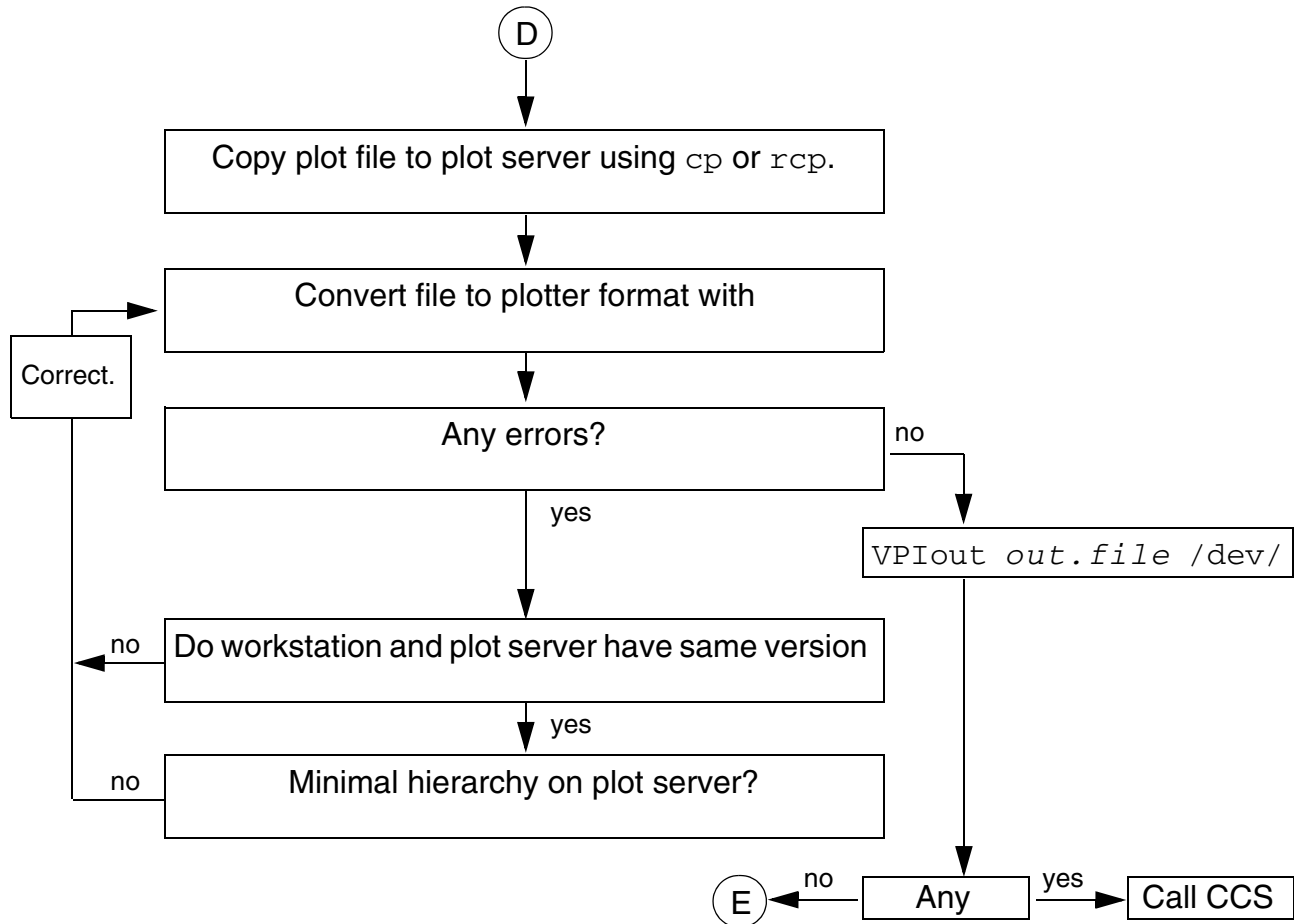 D
Copy plot file to plot server using cp or rcp.
Convert file to plotter format with
Correct.
Any errors?
no
yes
VPIout out.file /dev/
no
Do workstation and plot server have same version
yes
no
Minimal hierarchy on plot server?
E
no
Any
yes
Call CCS